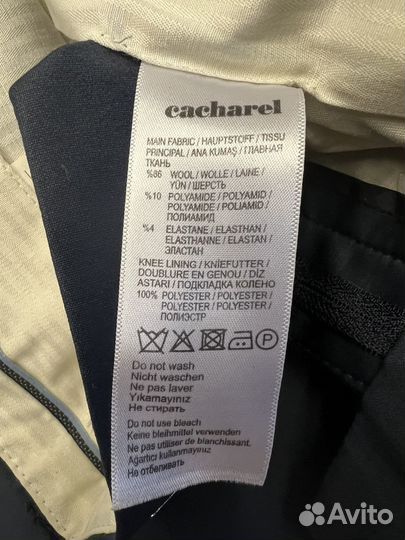 cacharel
MAIN FABRIC / HAUPTSTOFF / TISSU
PRINCIPAL / ANA KUMAŞ / ГЛАВНАЯ
ТКАНЬ
%86 WOOL / WOLLE / LAINE /
YÜN / ШЕРСТЬ
%10 POLYAMIDE / POLYAMID /
POLYAMIDE / POLIAMID /
ПОЛИАМИД
%4 ELASTANE / ELASTHAN /
ELASTHANNE / ELASTAN /
ЭЛАСТАН
KNEE LINING / KNIEFUTTER /
DOUBLURE EN GENOU / DİZ
ASTARI / ПОДКЛАДКА КОЛЕНО
100% POLYESTER / POLYESTER /
POLYESTER / POLYESTER /
ПОЛИЭСТР
P
Do not wash
Nicht waschen
Ne pas laver
Yıkamayınız
Не стирать
Do not use bleach
Keine bleihmittel verwenden
Ne pas utiliser de blanchissant.
Ağartıcı kullanmayınız
Не отбеливать
Avito